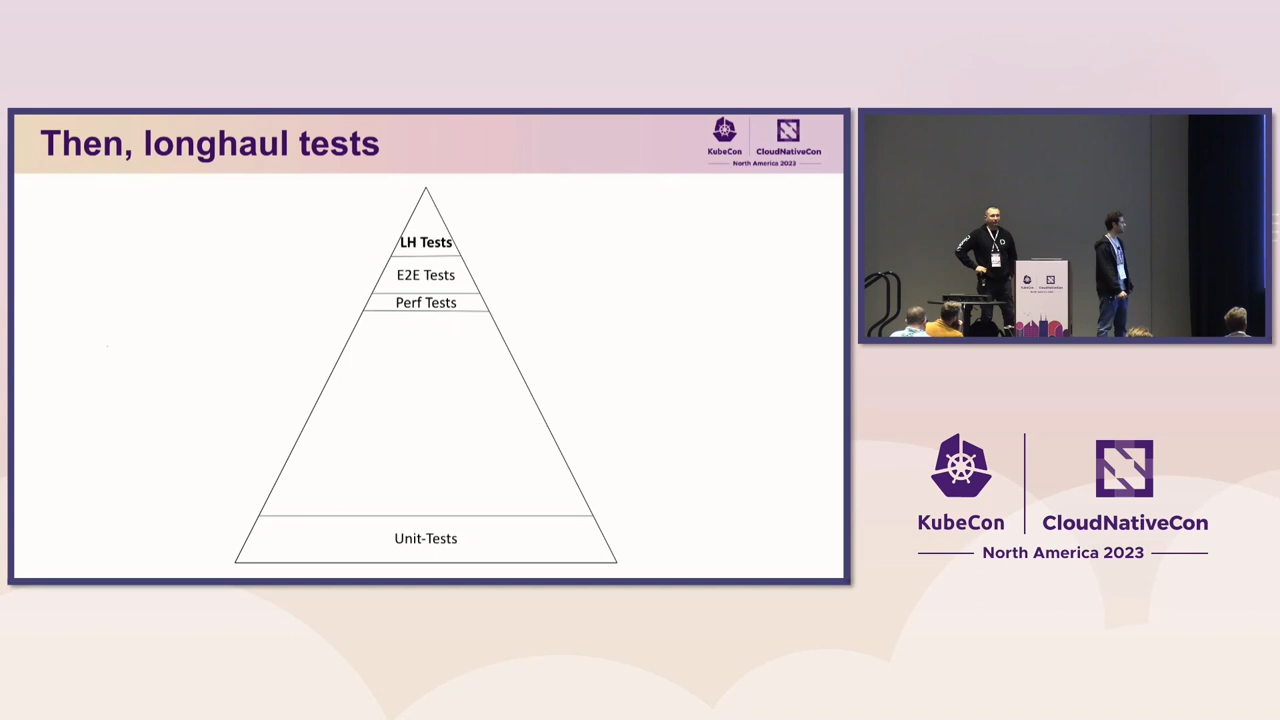 Then, longhaul tests
KubeCon
CloudNativeCon
North America 2023
LH Tests
E2E Tests
Perf Tests
Unit-Tests
KubeCon
CloudNativeCon
North America 2023